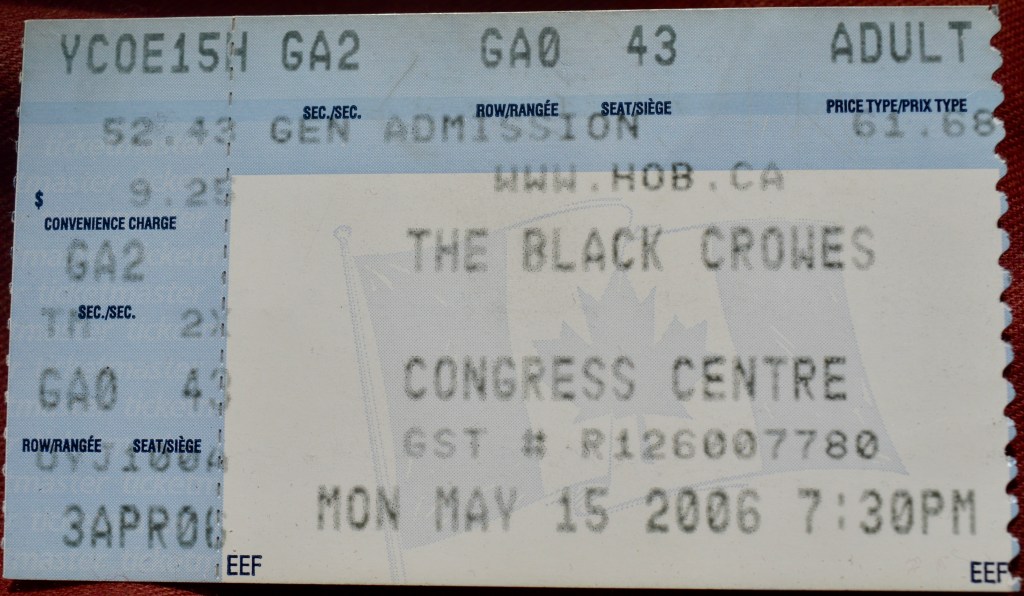 YCOE15H GA2 GA0 43 ADULT
SEC./SEC. ROW/RANGÉE SEAT/SIÈGE PRICE TYPE/PRIX TYPE
52.43 GEN ADMISSION 61.68
$ 9.25 WWW.HOB.CA
CONVENIENCE CHARGE
GA2 THE BLACK CROWES
SEC./SEC.
TM 2X
GA0 43 CONGRESS CENTRE
ROW/RANGÉE SEAT/SIÈGE GST # R126007780
3APR06 MON MAY 15 2006 7:30PM
EEF EEF